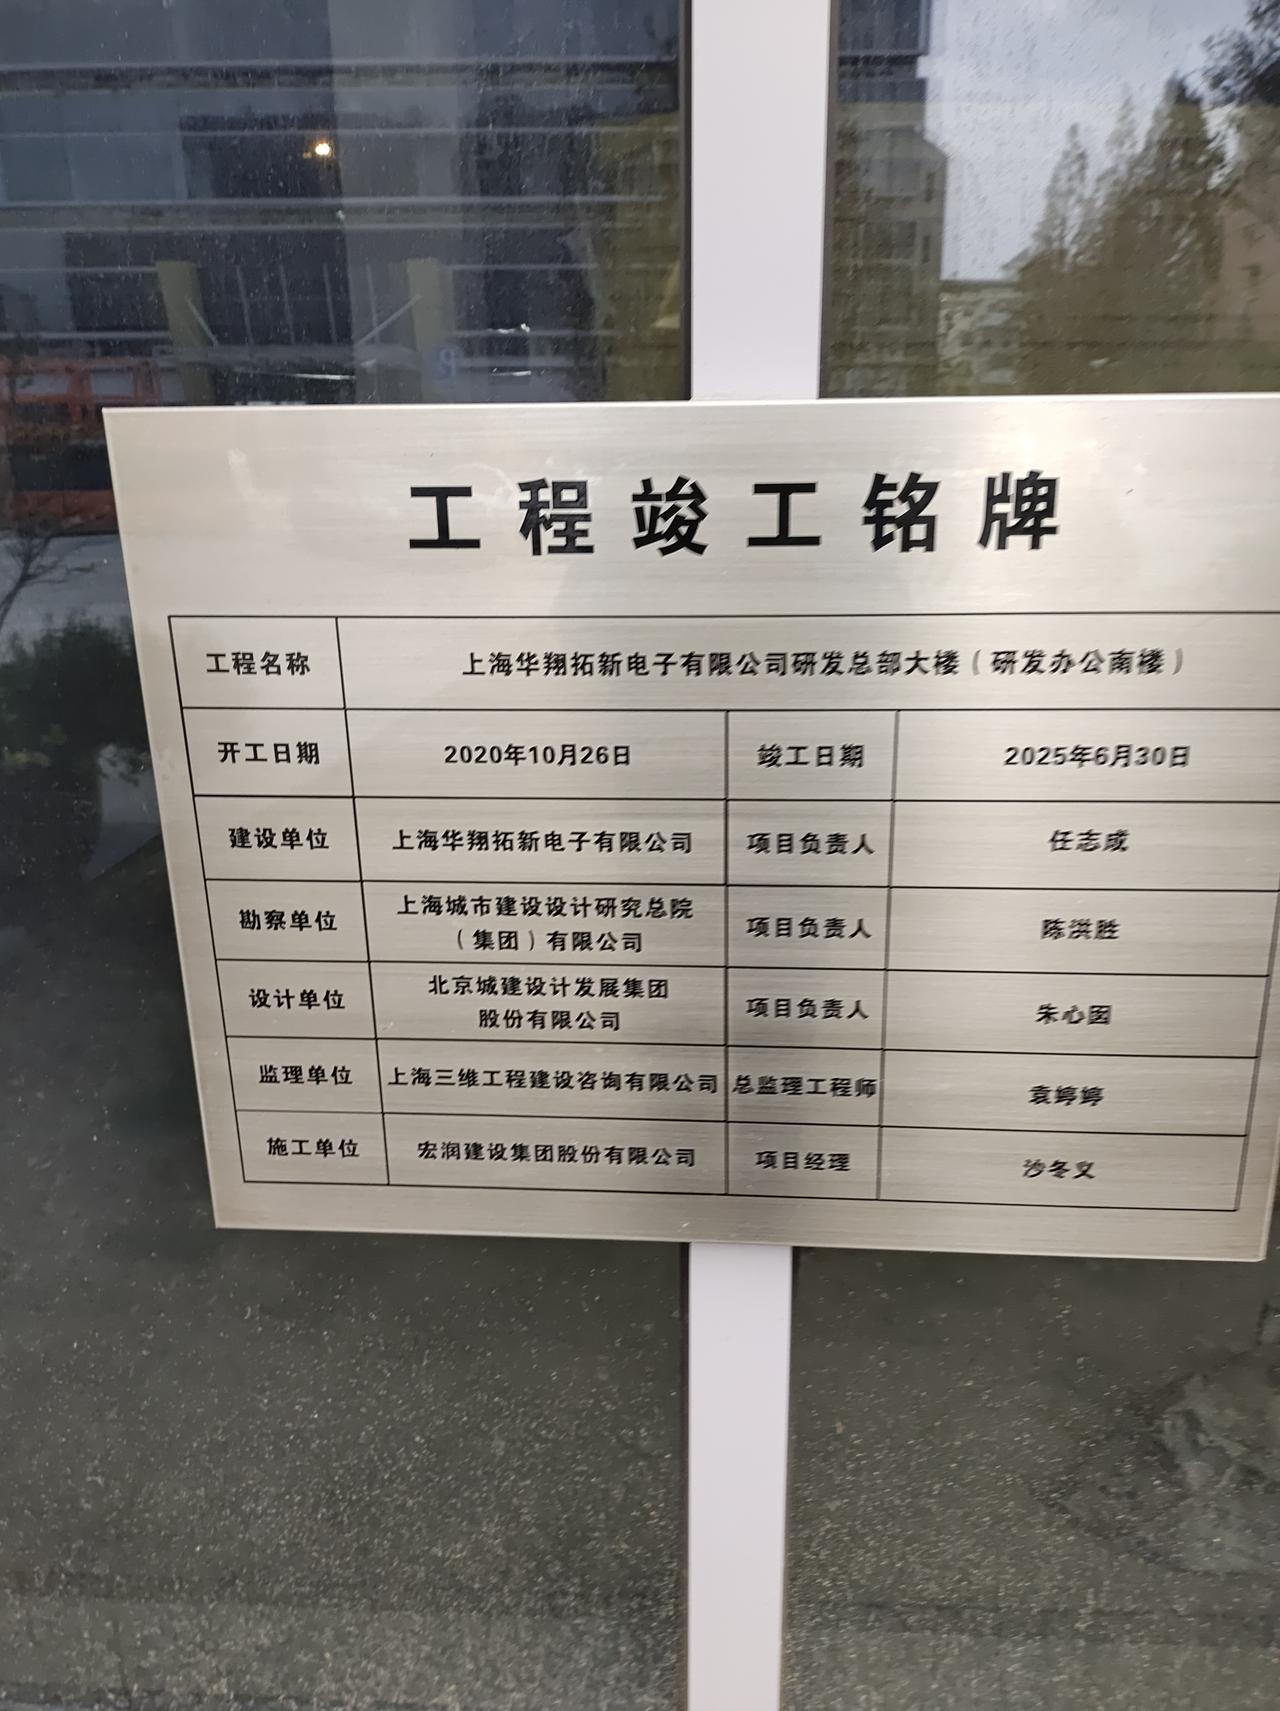 工程竣工铭牌
工程名称 上海华翔拓新电子有限公司研发总部大楼（研发办公南楼）
开工日期 2020年10月26日 竣工日期 2025年6月30日
建设单位 上海华翔拓新电子有限公司 项目负责人 任志成
勘察单位 上海城市建设设计研究总院
（集团）有限公司 项目负责人 陈洪胜
设计单位 北京城建设计发展集团
股份有限公司 项目负责人
监理单位 上海三维工程建设咨询有限公司 总监理工程师 袁婷婷
施工单位 宏润建设集团股份有限公司 项目经理 沙冬义